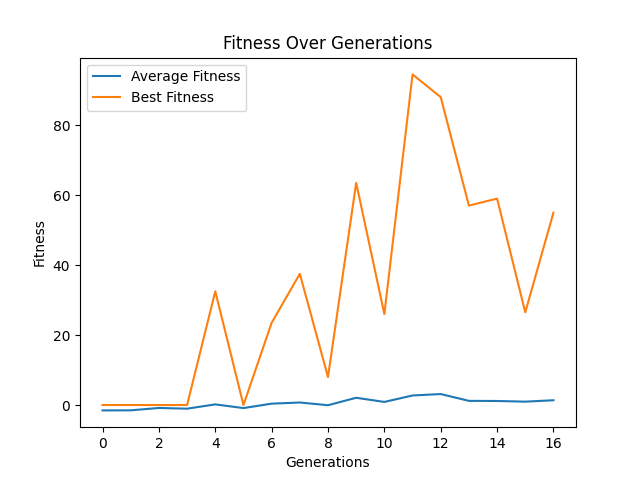 Fitness Over Generations
Average Fitness
Best Fitness
80
60
40
20
0
Fitness
0 2 4 6 8 10 12 14 16
Generations